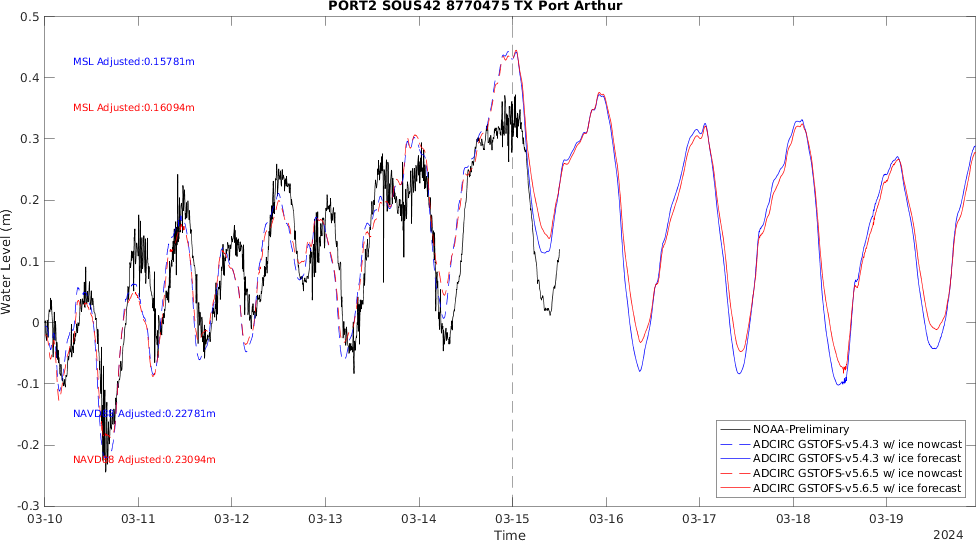 PORT2 SOUS42 8770475 TX Port Arthur
0.5
MSL Adjusted:0.15781m
0.4
MSL Adjusted:0.16094m
0.3
0.2
0.1
Water Level (m)
0
-0.1
NAVD88 Adjusted:0.22781m
-0.2
NAVD88 Adjusted:0.23094m
-0.3
NOAA-Preliminary
ADCIRC GSTOFS-v5.4.3 w/ ice nowcast
ADCIRC GSTOFS-v5.4.3 w/ ice forecast
ADCIRC GSTOFS-v5.6.5 w/ ice nowcast
ADCIRC GSTOFS-v5.6.5 w/ ice forecast
03-10 03-11 03-12 03-13 03-14 03-15 03-16 03-17 03-18 03-19
Time
2024